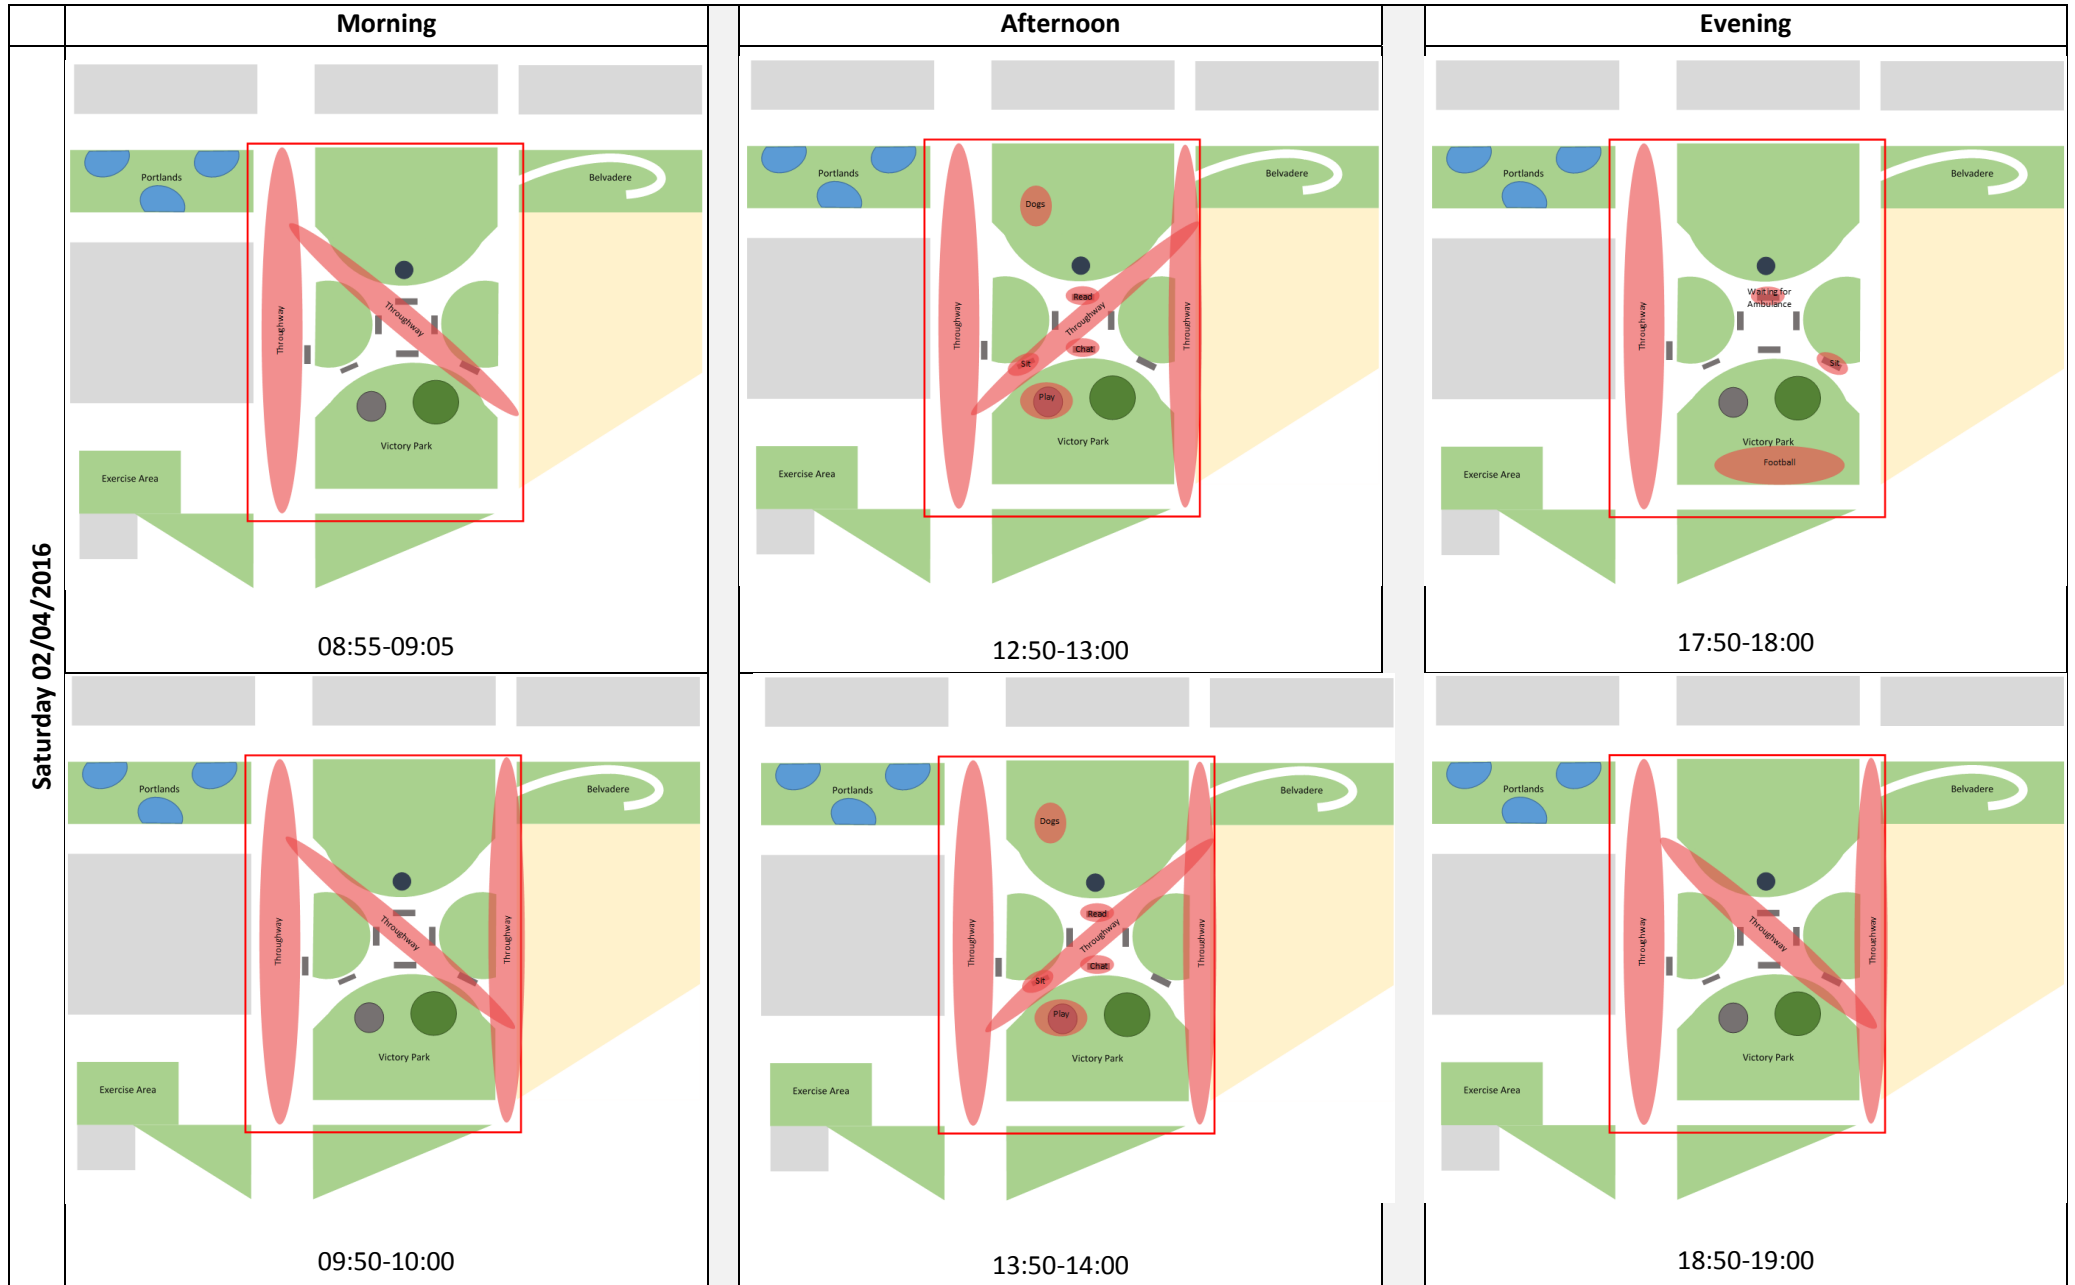 Morning
Afternoon
Evening
Saturday 02/04/2016
Portlands
Belvadere
Throughway
Throughway
Victory Park
Exercise Area
08:55-09:05
Portlands
Belvadere
Dogs
Read
Throughway
Throughway
Throughway
Chat
Sit
Play
Victory Park
Exercise Area
12:50-13:00
Portlands
Belvadere
Waiting for
Ambulance
Throughway
Sit
Victory Park
Football
Exercise Area
17:50-18:00
Portlands
Belvadere
Throughway
Throughway
Throughway
Victory Park
Exercise Area
09:50-10:00
Portlands
Belvadere
Dogs
Read
Throughway
Throughway
Throughway
Chat
Sit
Play
Victory Park
Exercise Area
13:50-14:00
Portlands
Belvadere
Throughway
Throughway
Throughway
Victory Park
Exercise Area
18:50-19:00